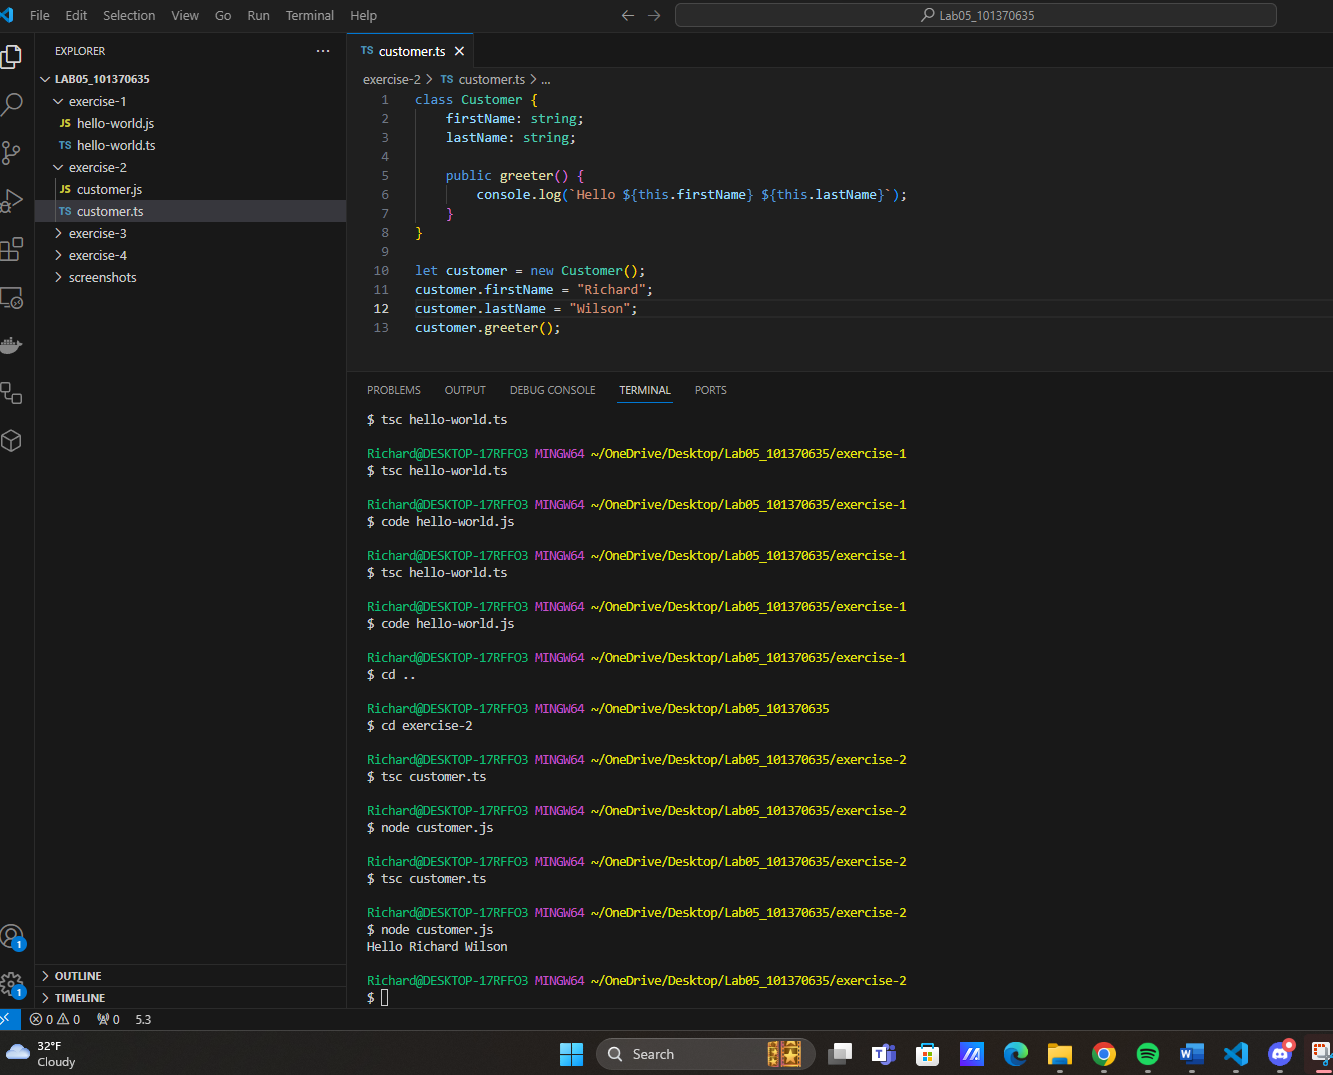 File Edit Selection View Go Run Terminal Help
Lab05_101370635
EXPLORER
LAB05_101370635
exercise-1
JS hello-world.js
TS hello-world.ts
exercise-2
JS customer.js
TS customer.ts
exercise-3
exercise-4
screenshots
OUTLINE
TIMELINE
TS customer.ts
exercise-2 > TS customer.ts > ...
1 class Customer {
2 firstName: string;
3 lastName: string;
4
5 public greeter() {
6 console.log(`Hello ${this.firstName} ${this.lastName}`);
7 }
8 }
9
10 let customer = new Customer();
11 customer.firstName = "Richard";
12 customer.lastName = "Wilson";
13 customer.greeter();
PROBLEMS OUTPUT DEBUG CONSOLE TERMINAL PORTS
$ tsc hello-world.ts
Richard@DESKTOP-17RFFO3 MINGW64 ~/OneDrive/Desktop/Lab05_101370635/exercise-1
$ tsc hello-world.ts
Richard@DESKTOP-17RFFO3 MINGW64 ~/OneDrive/Desktop/Lab05_101370635/exercise-1
$ code hello-world.js
Richard@DESKTOP-17RFFO3 MINGW64 ~/OneDrive/Desktop/Lab05_101370635/exercise-1
$ tsc hello-world.ts
Richard@DESKTOP-17RFFO3 MINGW64 ~/OneDrive/Desktop/Lab05_101370635/exercise-1
$ code hello-world.js
Richard@DESKTOP-17RFFO3 MINGW64 ~/OneDrive/Desktop/Lab05_101370635/exercise-1
$ cd ..
Richard@DESKTOP-17RFFO3 MINGW64 ~/OneDrive/Desktop/Lab05_101370635
$ cd exercise-2
Richard@DESKTOP-17RFFO3 MINGW64 ~/OneDrive/Desktop/Lab05_101370635/exercise-2
$ tsc customer.ts
Richard@DESKTOP-17RFFO3 MINGW64 ~/OneDrive/Desktop/Lab05_101370635/exercise-2
$ node customer.js
Richard@DESKTOP-17RFFO3 MINGW64 ~/OneDrive/Desktop/Lab05_101370635/exercise-2
$ tsc customer.ts
Richard@DESKTOP-17RFFO3 MINGW64 ~/OneDrive/Desktop/Lab05_101370635/exercise-2
$ node customer.js
Hello Richard Wilson
Richard@DESKTOP-17RFFO3 MINGW64 ~/OneDrive/Desktop/Lab05_101370635/exercise-2
$
1
1
0 0 0 5.3
32°F
Cloudy
Search